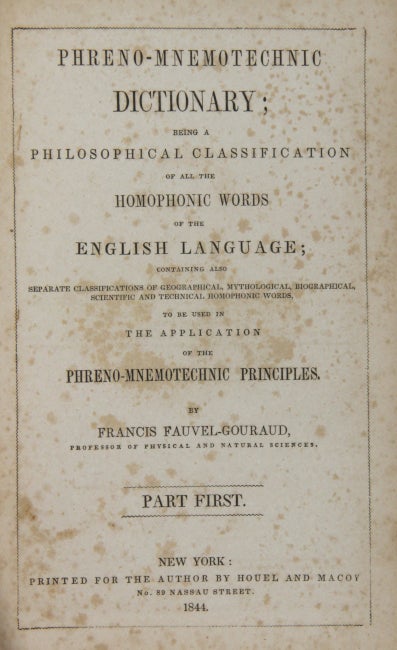 PHRENO-MNEMOTECHNIC
DICTIONARY;
BEING A
PHILOSOPHICAL CLASSIFICATION
OF ALL THE
HOMOPHONIC WORDS
OF THE
ENGLISH LANGUAGE;
CONTAINING ALSO
SEPARATE CLASSIFICATIONS OF GEOGRAPHICAL, MYTHOLOGICAL, BIOGRAPHICAL,
SCIENTIFIC AND TECHNICAL HOMOPHONIC WORDS,
TO BE USED IN
THE APPLICATION
OF THE
PHRENO-MNEMOTECHNIC PRINCIPLES.
BY
FRANCIS FAUVEL-GOURAUD,
PROFESSOR OF PHYSICAL AND NATURAL SCIENCES.
PART FIRST.
NEW YORK:
PRINTED FOR THE AUTHOR BY HOUEL AND MACOY
No. 89 NASSAU STREET.
1844.